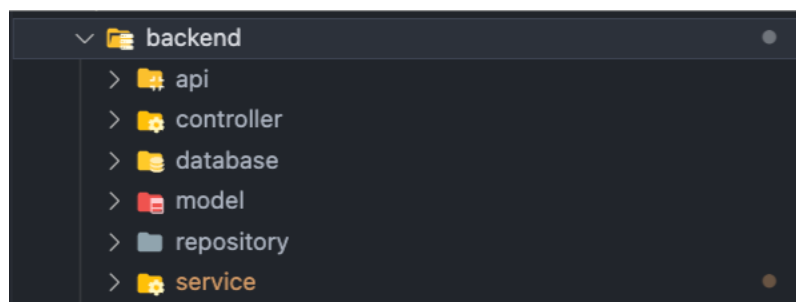 backend
api
controller
database
model
repository
service